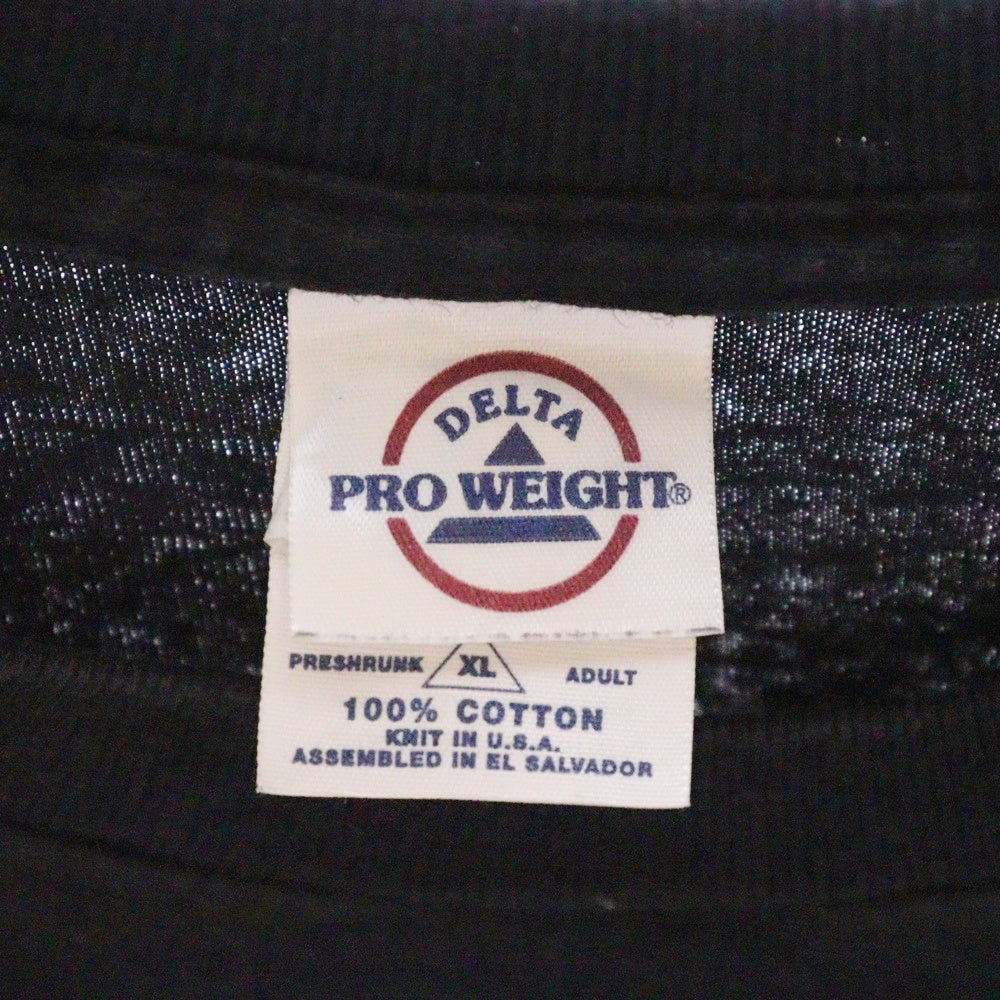 DELTA
PRO WEIGHT®
PRESHRUNK XL ADULT
100% COTTON
KNIT IN U.S.A.
ASSEMBLED IN EL SALVADOR